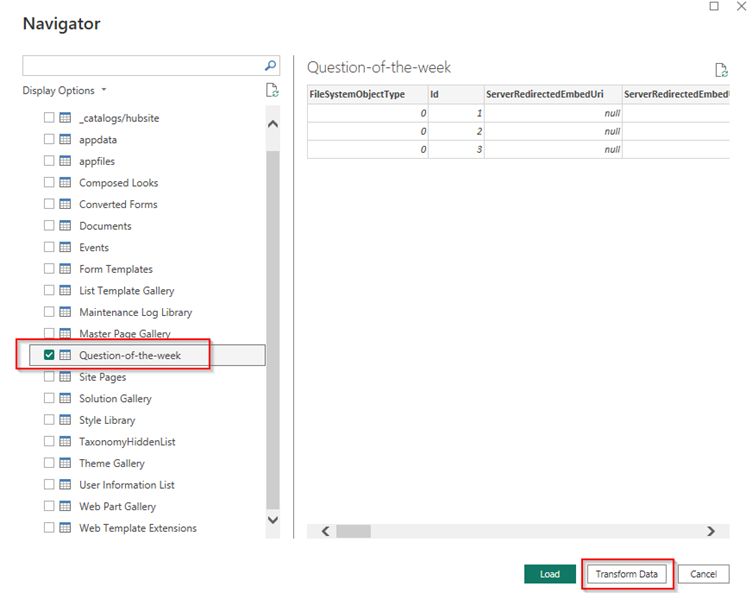 Navigator
Display Options
_catalogs/hubsite
appdata
appfiles
Composed Looks
Converted Forms
Documents
Events
Form Templates
List Template Gallery
Maintenance Log Library
Master Page Gallery
Question-of-the-week
Site Pages
Solution Gallery
Style Library
TaxonomyHiddenList
Theme Gallery
User Information List
Web Part Gallery
Web Template Extensions
Question-of-the-week
FileSystemObjectType Id ServerRedirectedEmbedUri ServerRedirectedEmbedU
0 1 null
0 2 null
0 3 null
Load Transform Data Cancel